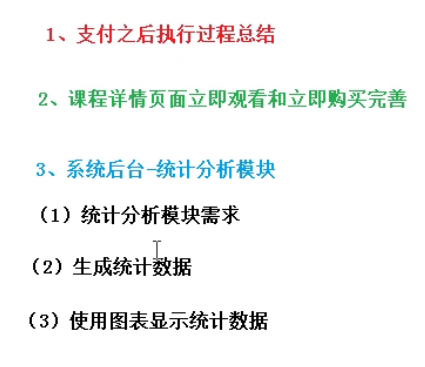 1、支付之后执行过程总结
2、课程详情页面立即观看和立即购买完善
3、系统后台-统计分析模块
（1）统计分析模块需求
（2）生成统计数据
（3）使用图表显示统计数据